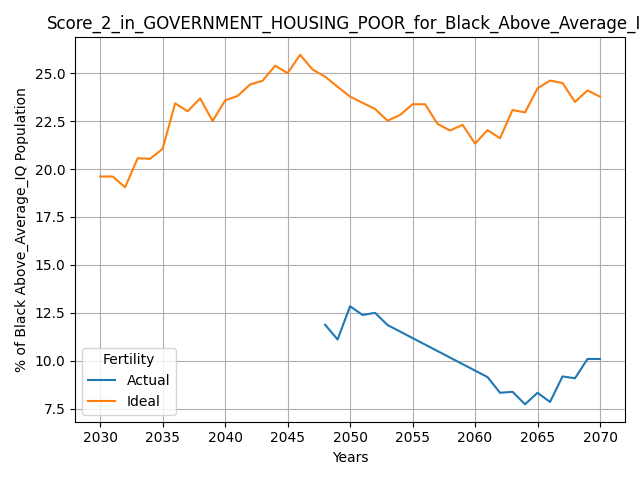 Score_2_in_GOVERNMENT_HOUSING_POOR_for_Black_Above_Average_I
% of Black Above_Average_IQ Population
25.0
22.5
20.0
17.5
15.0
12.5
10.0
7.5
Fertility
Actual
Ideal
2030 2035 2040 2045 2050 2055 2060 2065 2070
Years